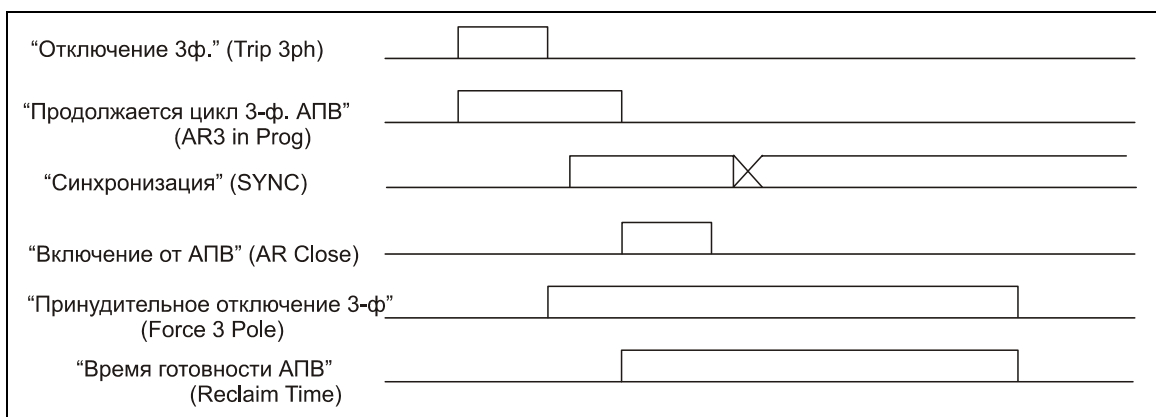 “Отключение 3ф.” (Trip 3ph)
“Продолжается цикл 3-ф. АПВ”
(AR3 in Prog)
“Синхронизация” (SYNC)
“Включение от АПВ” (AR Close)
“Принудительное отключение 3-ф”
(Force 3 Pole)
“Время готовности АПВ”
(Reclaim Time)